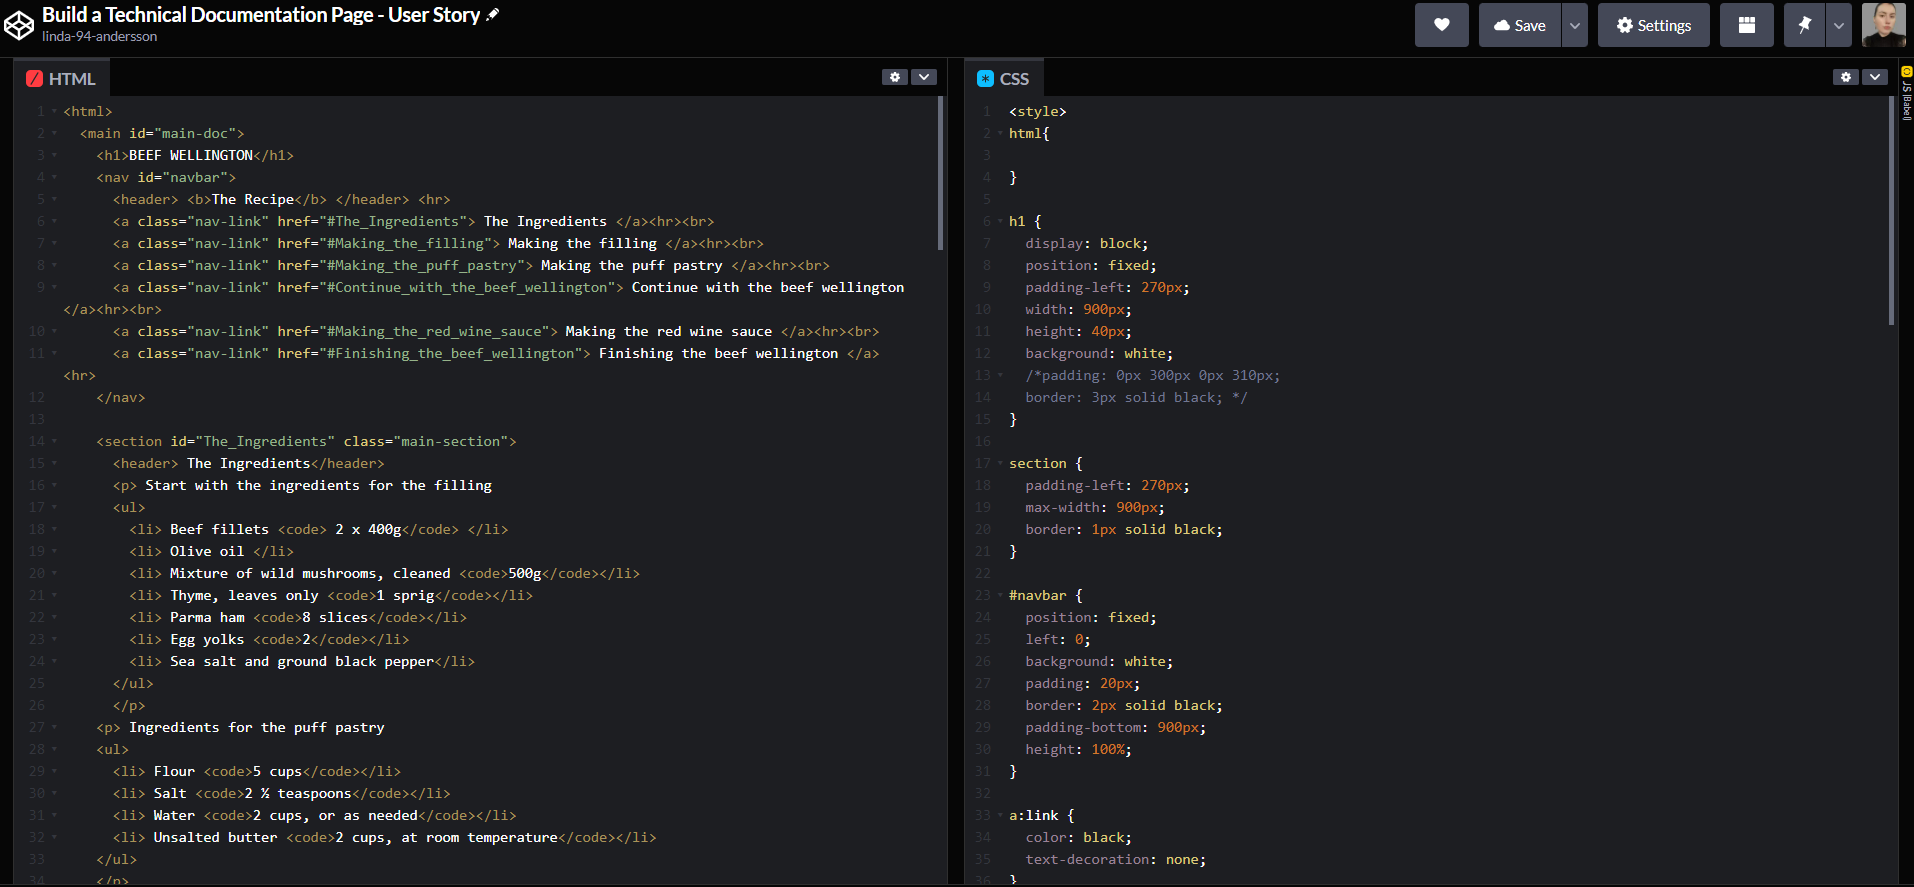 Build a Technical Documentation Page - User Story
linda-94-andersson
Save
Settings
HTML
1 <html>
2 <main id="main-doc">
3 <h1>BEEF WELLINGTON</h1>
4 <nav id="navbar">
5 <header> <b>The Recipe</b> </header> <hr>
6 <a class="nav-link" href="#The_Ingredients"> The Ingredients </a><hr><br>
7 <a class="nav-link" href="#Making_the_filling"> Making the filling </a><hr><br>
8 <a class="nav-link" href="#Making_the_puff_pastry"> Making the puff pastry </a><hr><br>
9 <a class="nav-link" href="#Continue_with_the_beef_wellington"> Continue with the beef wellington
</a><hr><br>
10 <a class="nav-link" href="#Making_the_red_wine_sauce"> Making the red wine sauce </a><hr><br>
11 <a class="nav-link" href="#Finishing_the_beef_wellington"> Finishing the beef wellington </a>
<hr>
12 </nav>
13
14 <section id="The_Ingredients" class="main-section">
15 <header> The Ingredients</header>
16 <p> Start with the ingredients for the filling
17 <ul>
18 <li> Beef fillets <code> 2 x 400g</code> </li>
19 <li> Olive oil </li>
20 <li> Mixture of wild mushrooms, cleaned <code>500g</code></li>
21 <li> Thyme, leaves only <code>1 sprig</code></li>
22 <li> Parma ham <code>8 slices</code></li>
23 <li> Egg yolks <code>2</code></li>
24 <li> Sea salt and ground black pepper</li>
25 </ul>
26 </p>
27 <p> Ingredients for the puff pastry
28 <ul>
29 <li> Flour <code>5 cups</code></li>
30 <li> Salt <code>2 ½ teaspoons</code></li>
31 <li> Water <code>2 cups, or as needed</code></li>
32 <li> Unsalted butter <code>2 cups, at room temperature</code></li>
33 </ul>
34 </p>
CSS
1 <style>
2 html{
3
4 }
5
6 h1 {
7 display: block;
8 position: fixed;
9 padding-left: 270px;
10 width: 900px;
11 height: 40px;
12 background: white;
13 /*padding: 0px 300px 0px 310px;
14 border: 3px solid black; */
15 }
16
17 section {
18 padding-left: 270px;
19 max-width: 900px;
20 border: 1px solid black;
21 }
22
23 #navbar {
24 position: fixed;
25 left: 0;
26 background: white;
27 padding: 20px;
28 border: 2px solid black;
29 padding-bottom: 900px;
30 height: 100%;
31 }
32
33 a:link {
34 color: black;
35 text-decoration: none;
36 }
JS (Babel)